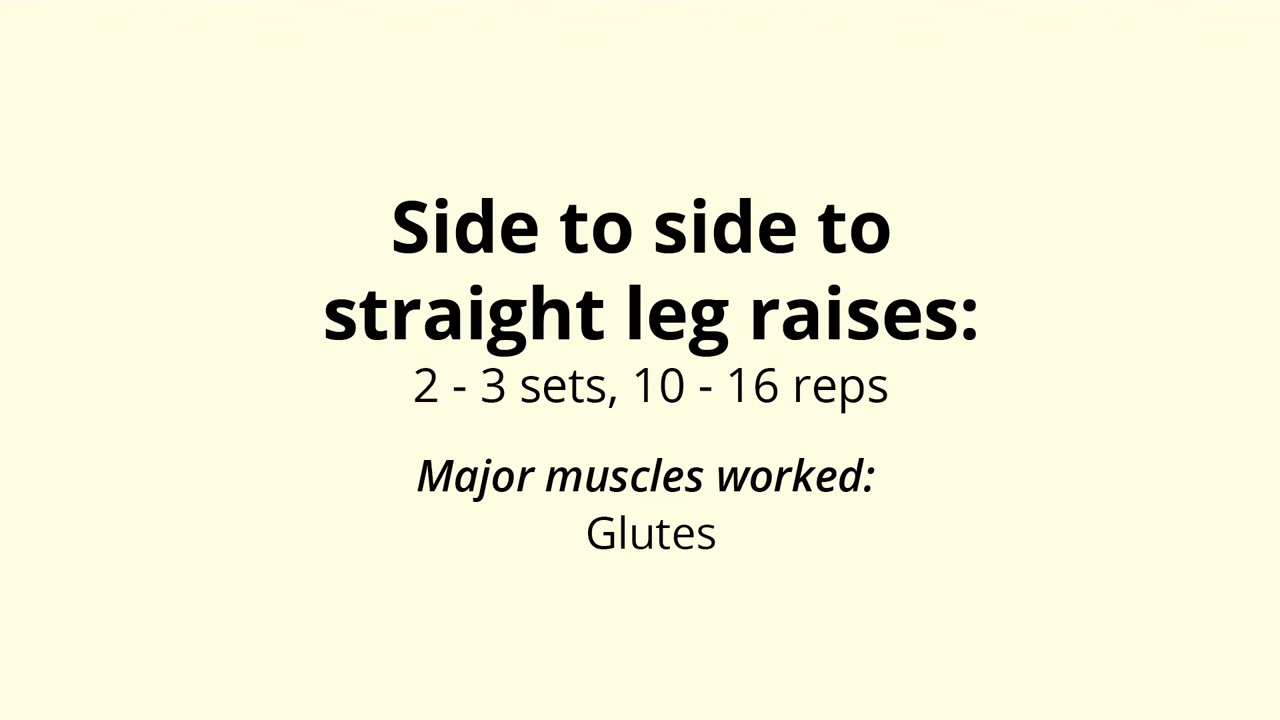 Side to side to
straight leg raises:
2 - 3 sets, 10 - 16 reps
Major muscles worked:
Glutes